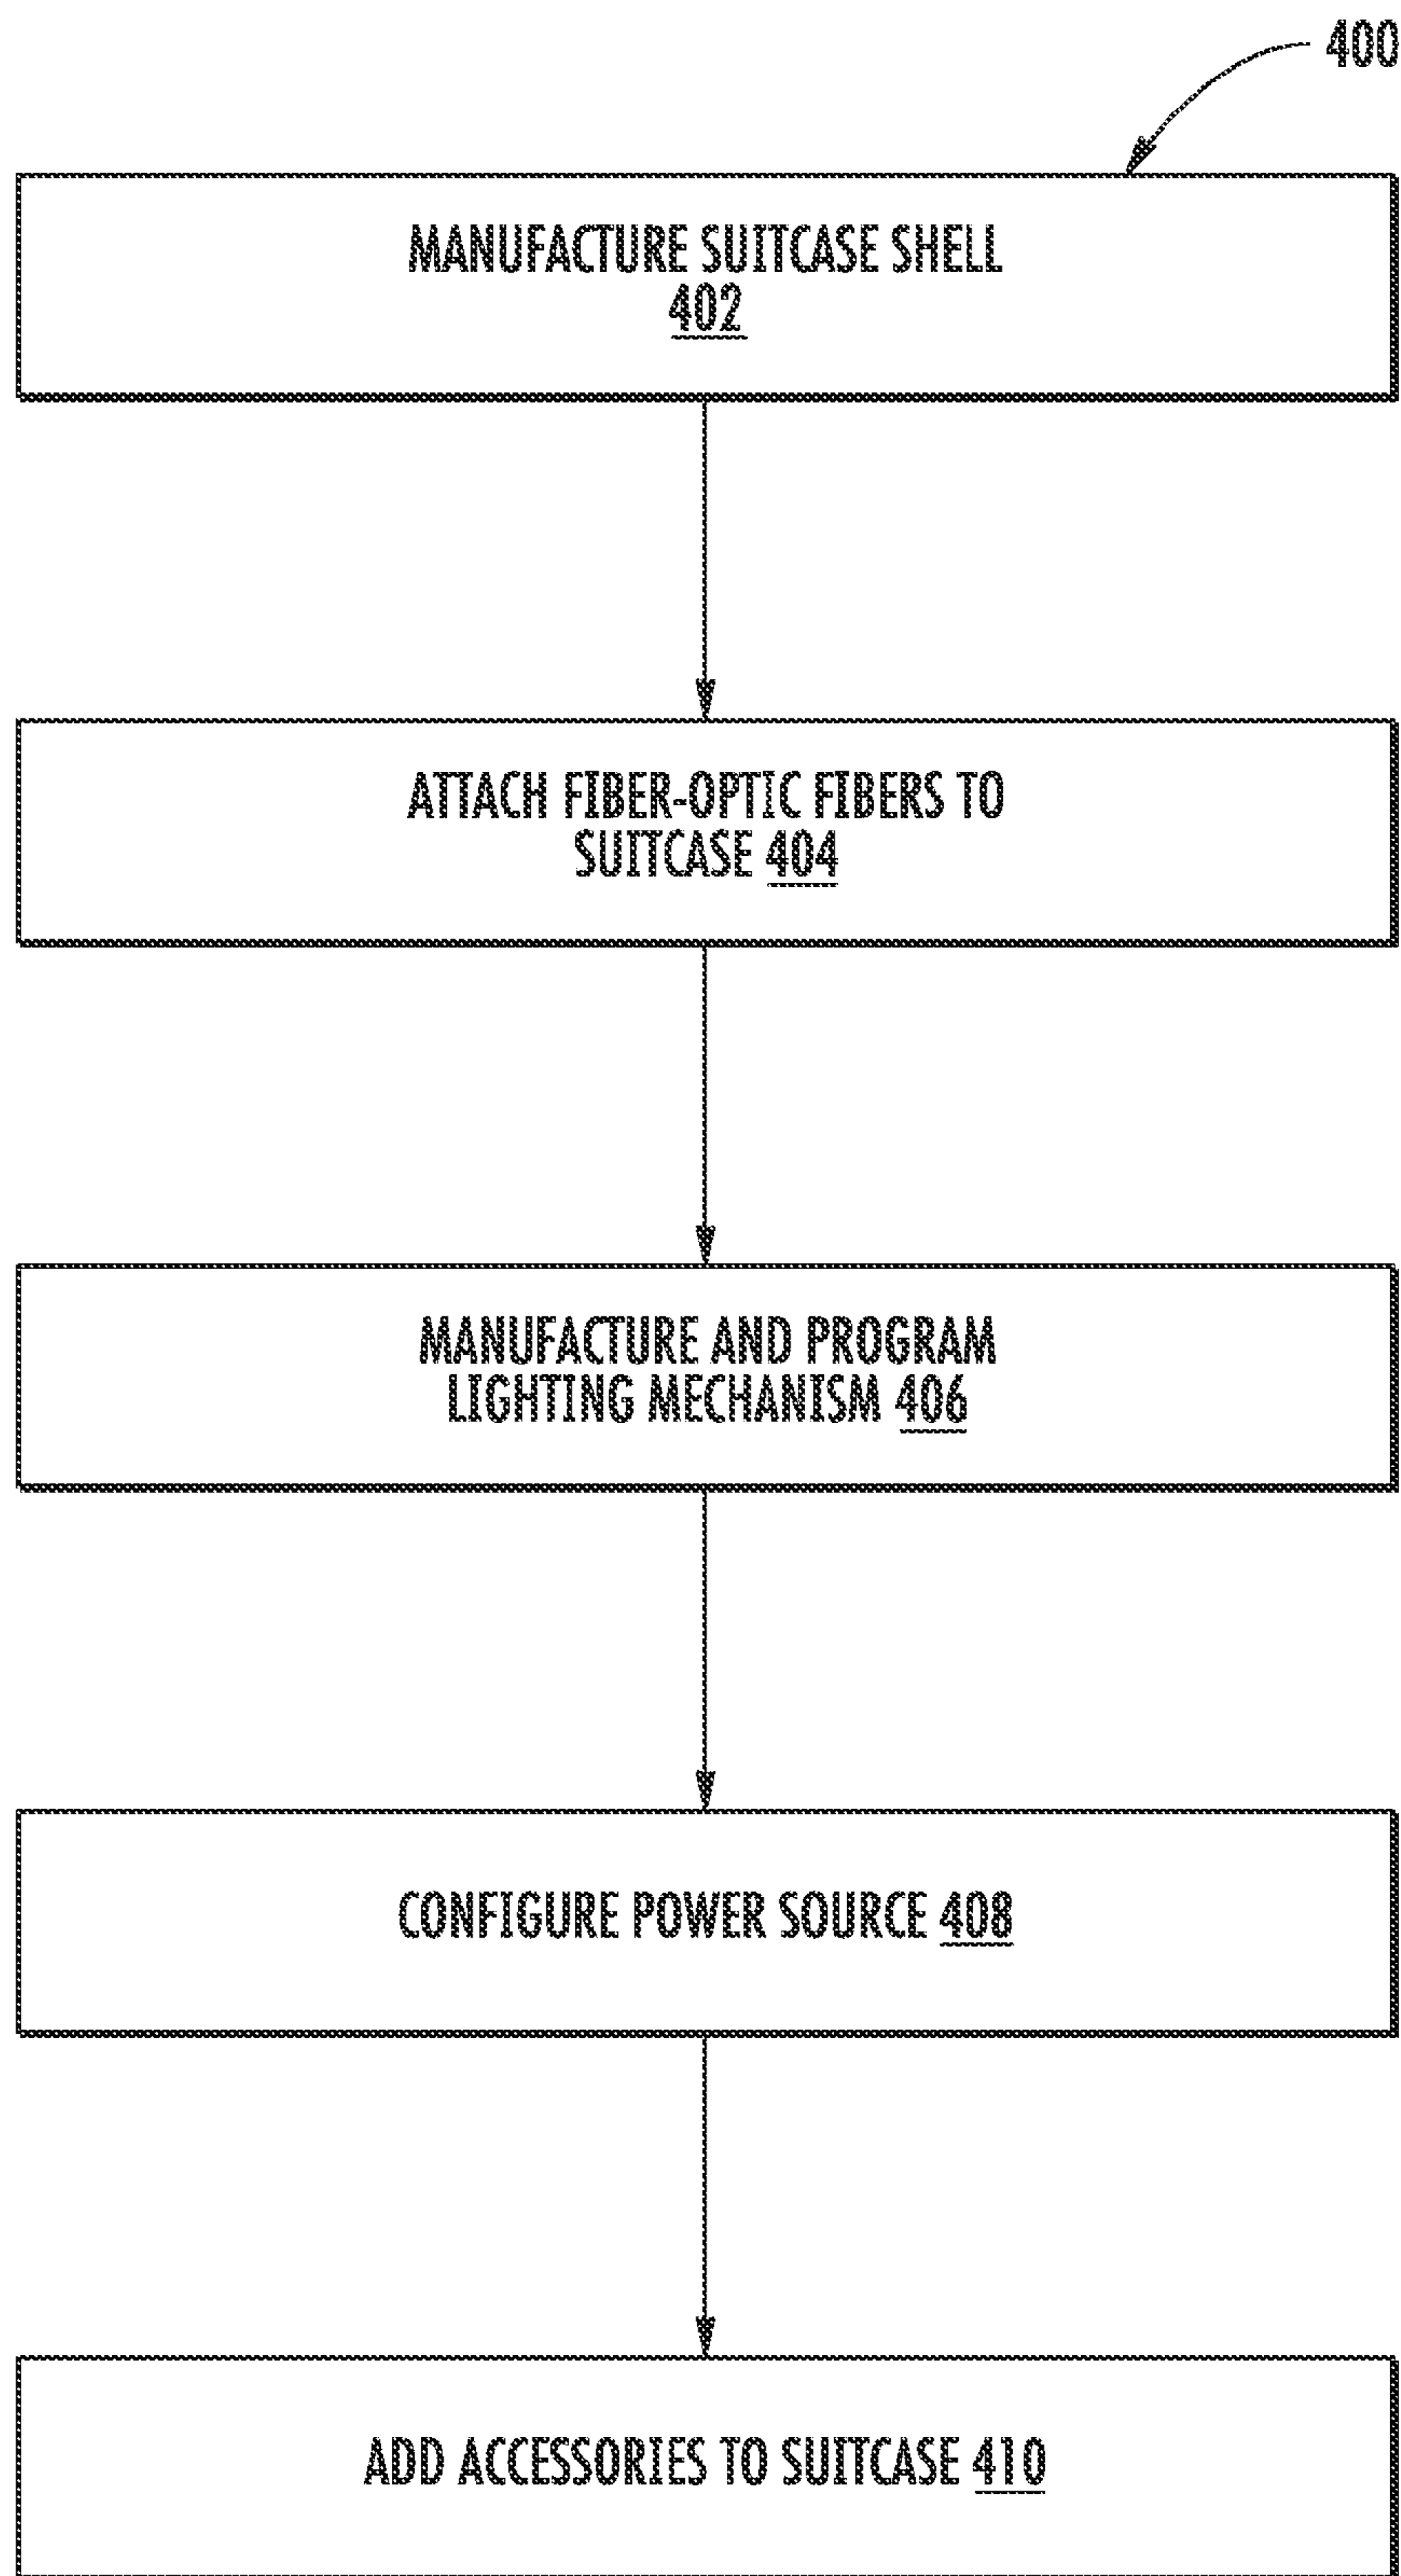 400
MANUFACTURE SUITCASE SHELL
402
ATTACH FIBER-OPTIC FIBERS TO
SUITCASE 404
MANUFACTURE AND PROGRAM
LIGHTING MECHANISM 406
CONFIGURE POWER SOURCE 408
ADD ACCESSORIES TO SUITCASE 410